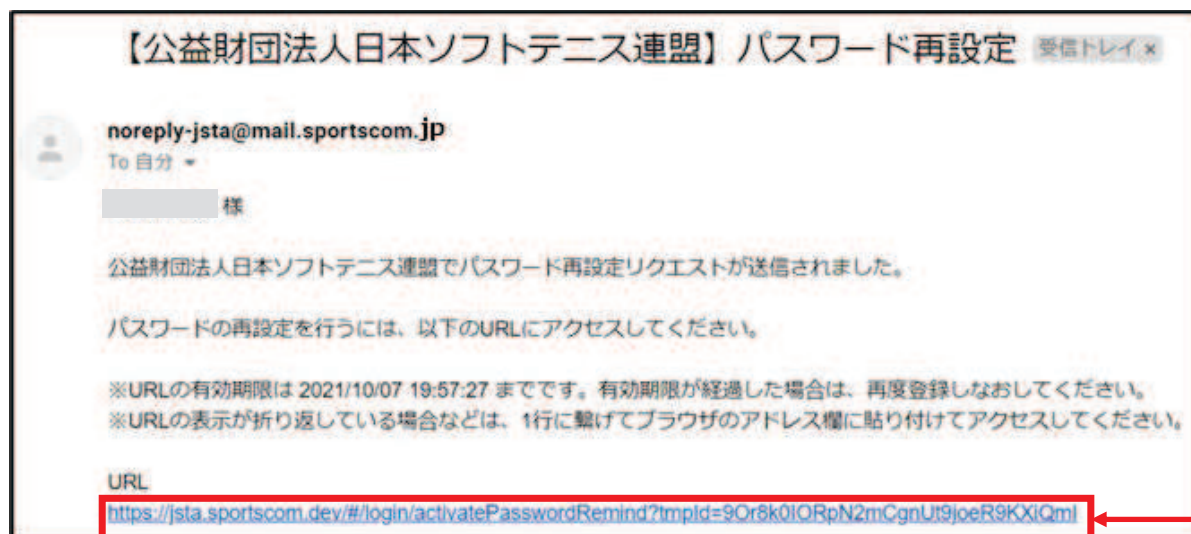 【公益財団法人日本ソフトテニス連盟】パスワード再設定 受信トレイ ×
noreply-jsta@mail.sportscom.jp
To 自分
様
公益財団法人日本ソフトテニス連盟でパスワード再設定リクエストが送信されました。
パスワードの再設定を行うには、以下のURLにアクセスしてください。
※URLの有効期限は 2021/10/07 19:57:27 までです。有効期限が経過した場合は、再度登録しなおしてください。
※URLの表示が折り返している場合などは、1行に繋げてブラウザのアドレス欄に貼り付けてアクセスしてください。
URL
https://jsta.sportscom.dev/#/login/activatePasswordRemind?tmpId=9Or8k0IORpN2mCgnUt9joeR9KXiQmI